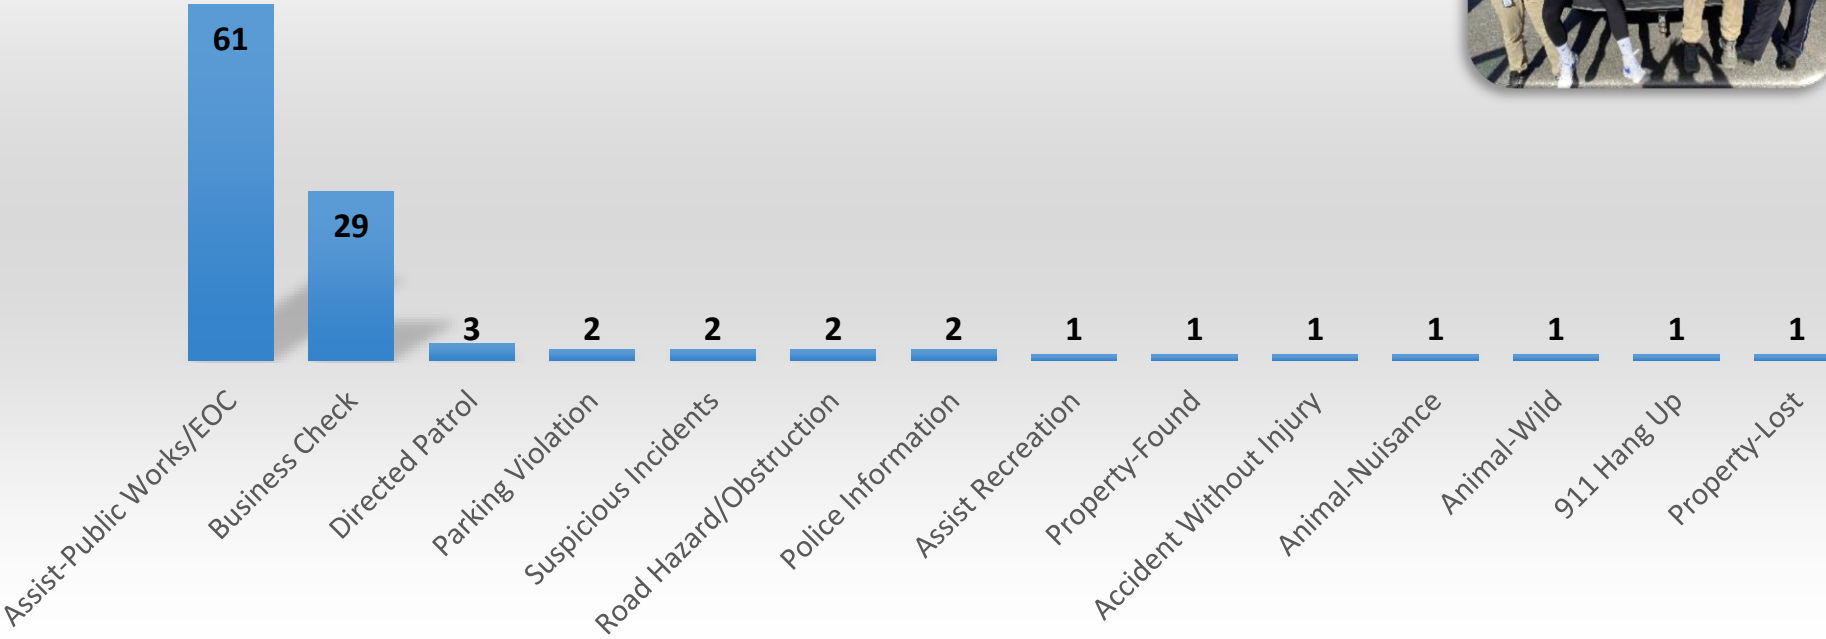 61
29
3
2
2
2
2
1
1
1
1
1
1
1
Assist-Public Works/EOC
Business Check
Directed Patrol
Parking Violation
Suspicious Incidents
Road Hazard/Obstruction
Police Information
Assist Recreation
Property-Found
Accident Without Injury
Animal-Nuisance
Animal-Wild
911 Hang Up
Property-Lost